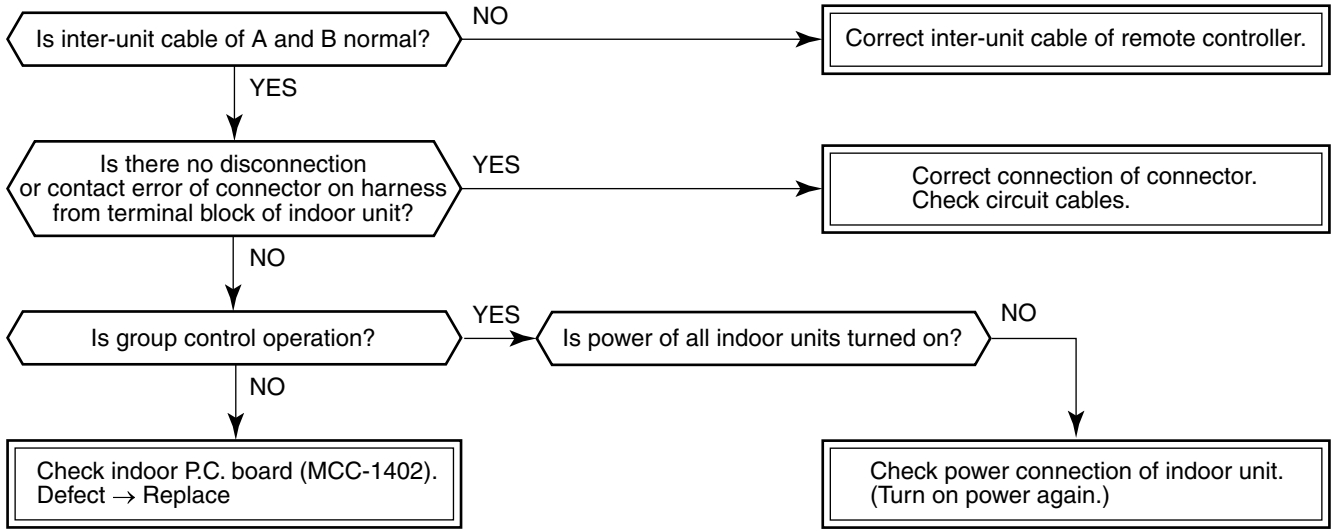 Is inter-unit cable of A and B normal?
NO
Correct inter-unit cable of remote controller.
YES
Is there no disconnection
or contact error of connector on harness
from terminal block of indoor unit?
YES
Correct connection of connector.
Check circuit cables.
NO
Is group control operation?
YES
Is power of all indoor units turned on?
NO
NO
Check indoor P.C. board (MCC-1402).
Defect → Replace
Check power connection of indoor unit.
(Turn on power again.)